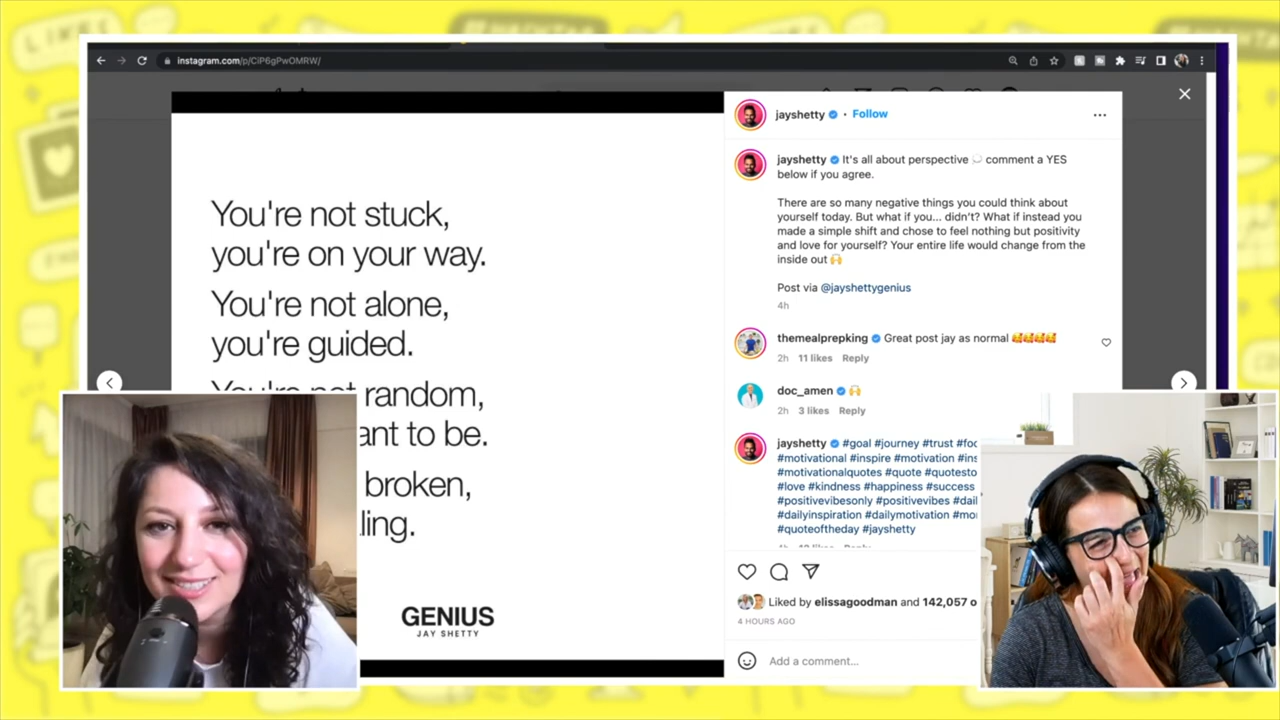 LIKES
instagram.com/p/CiP6gPwOMRW/
You're not stuck,
you're on your way.
You're not alone,
you're guided.
You're not random,
ant to be.
broken,
ling.
GENIUS
JAY SHETTY
jayshetty • Follow
jayshetty It's all about perspective 💭 comment a YES
below if you agree.
There are so many negative things you could think about
yourself today. But what if you... didn't? What if instead you
made a simple shift and chose to feel nothing but positivity
and love for yourself? Your entire life would change from the
inside out 🙌
Post via @jayshettygenius
4h
themealprepking Great post jay as normal 🥰🥰🥰🥰
2h 11 likes Reply
doc_amen 🙌
2h 3 likes Reply
jayshetty #goal #journey #trust #foc
#motivational #inspire #motivation #ins
#motivationalquotes #quote #quotesto
#love #kindness #happiness #success
#positivevibesonly #positivevibes #dail
#dailyinspiration #dailymotivation #mor
#quoteoftheday #jayshetty
Liked by elissagoodman and 142,057 o
4 HOURS AGO
Add a comment...